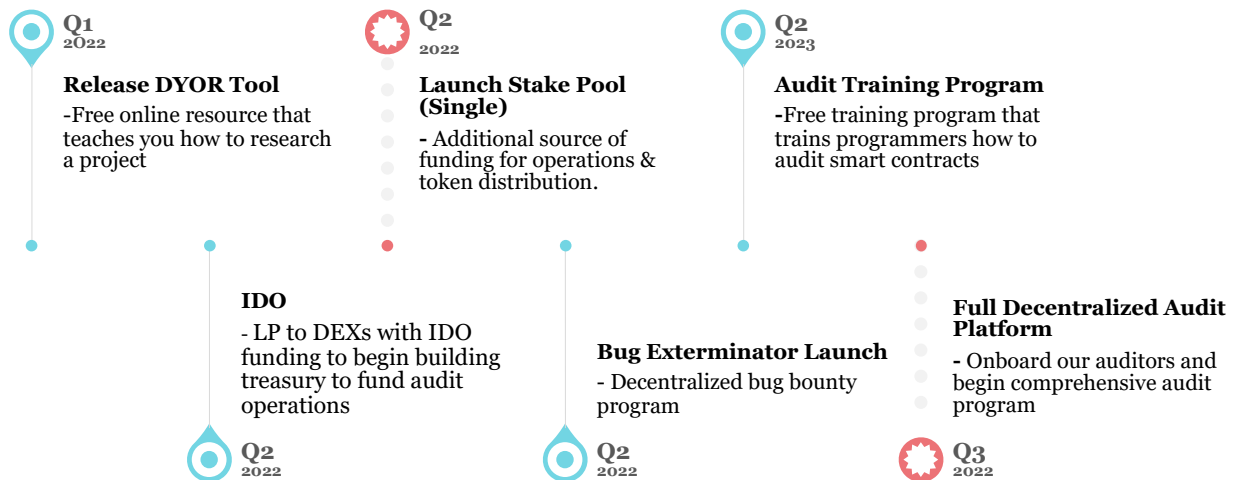 Q1
2022
Release DYOR Tool
-Free online resource that
teaches you how to research
a project
Q2
2022
Launch Stake Pool
(Single)
- Additional source of
funding for operations &
token distribution.
Q2
2023
Audit Training Program
-Free training program that
trains programmers how to
audit smart contracts
IDO
- LP to DEXs with IDO
funding to begin building
treasury to fund audit
operations
Q2
2022
Bug Exterminator Launch
- Decentralized bug bounty
program
Q2
2022
Full Decentralized Audit
Platform
- Onboard our auditors and
begin comprehensive audit
program
Q3
2022